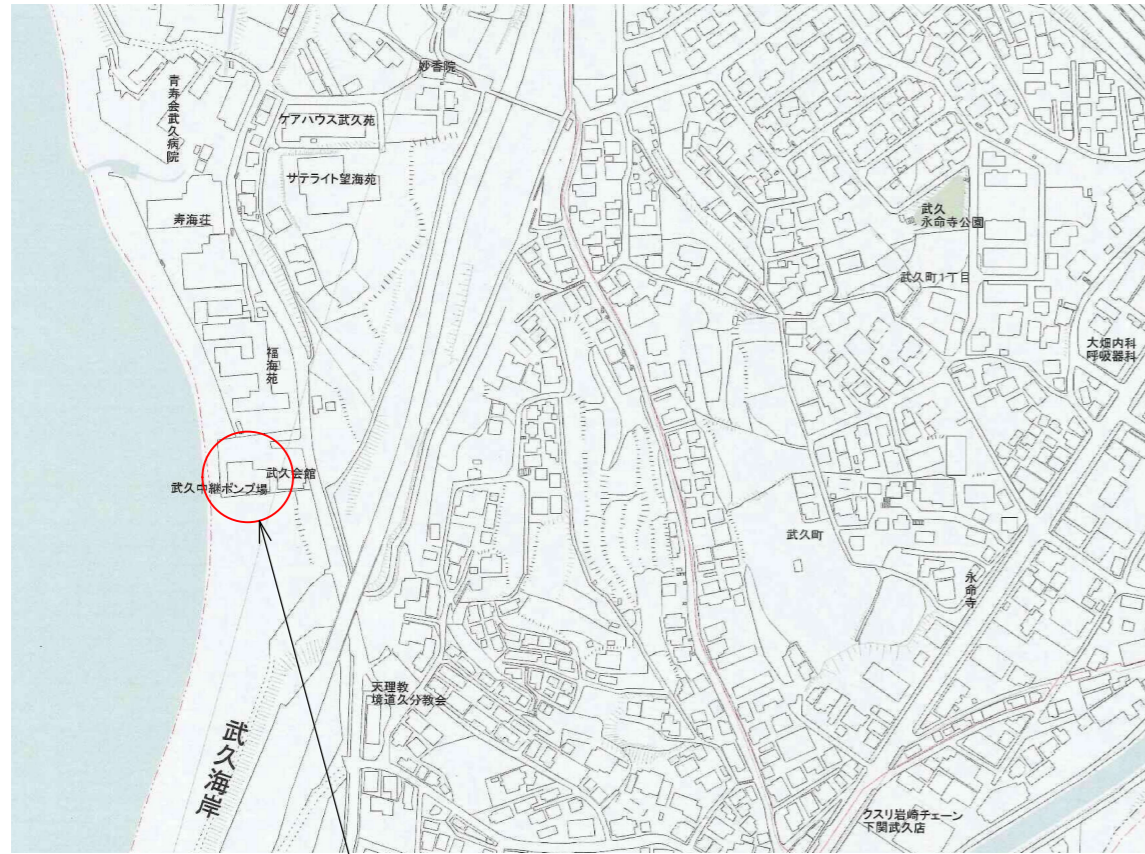 妙香院
青寿会武久病院
ケアハウス武久苑
サテライト望海苑
寿海荘
武久
永命寺公園
武久町1丁目
大畑内科
呼吸器科
福海苑
武久会館
武久中継ポンプ場
武久町
永命寺
天理教
境道久分教会
武久海岸
クスリ岩崎チェーン
下関武久店